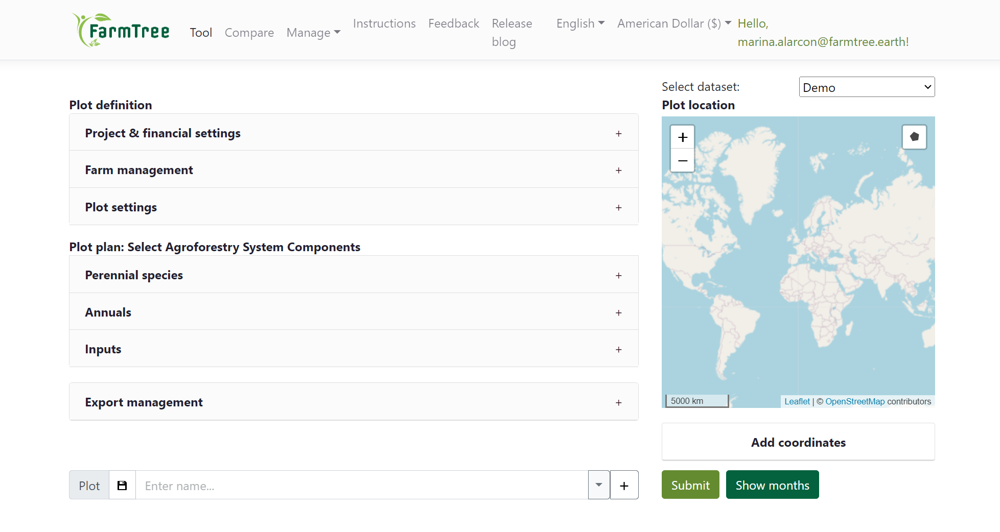 FarmTree
Tool
Compare
Manage
Instructions
Feedback
Release
blog
English
American Dollar ($)
Hello,
marina.alarcon@farmtree.earth!
Select dataset:
Demo
Plot definition
Project & financial settings
+
Farm management
+
Plot settings
+
Plot plan: Select Agroforestry System Components
Perennial species
+
Annuals
+
Inputs
+
Export management
+
Plot
Enter name...
+
Plot location
+
−
5000 km
Leaflet | © OpenStreetMap contributors
Add coordinates
Submit
Show months